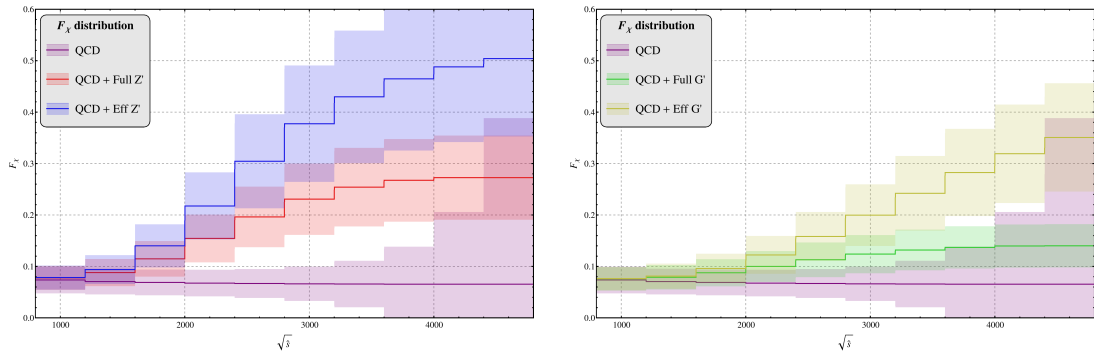 0.6
0.5
0.4
0.3
0.2
0.1
0.0
F_χ
F_χ distribution
QCD
QCD + Full Z'
QCD + Eff Z'
1000 2000 3000 4000
√ŝ
0.6
0.5
0.4
0.3
0.2
0.1
0.0
F_χ
F_χ distribution
QCD
QCD + Full G'
QCD + Eff G'
1000 2000 3000 4000
√ŝ